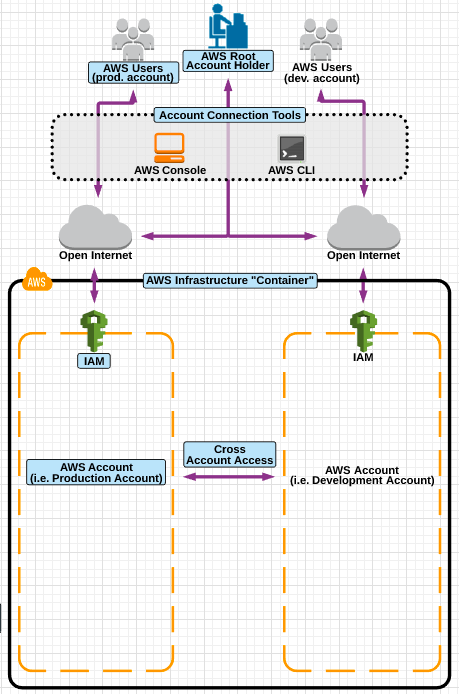 AWS Users
(prod. account)
AWS Root
Account Holder
AWS Users
(dev. account)
Account Connection Tools
AWS Console
AWS CLI
Open Internet
Open Internet
AWS
AWS Infrastructure "Container"
IAM
IAM
Cross
Account Access
AWS Account
(i.e. Production Account)
AWS Account
(i.e. Development Account)